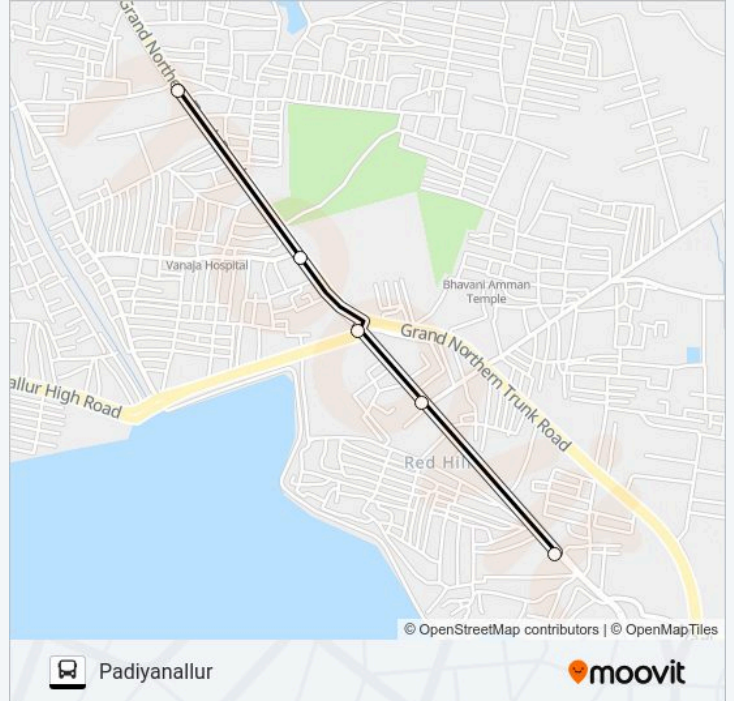 Grand Northe
Vanaja Hospital
Bhavani Amman
Temple
Grand Northern Trunk Road
allur High Road
Red Hil
© OpenStreetMap contributors | © OpenMapTiles
Padiyanallur
moovit